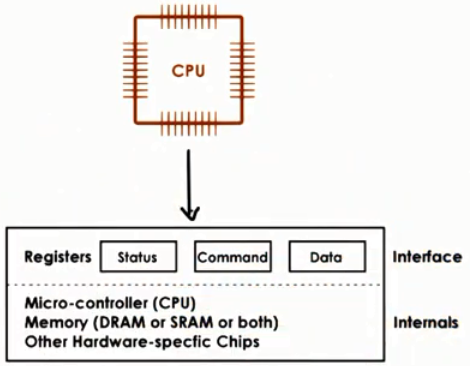 CPU
Registers Status Command Data Interface
Micro-controller (CPU)
Memory (DRAM or SRAM or both) Internals
Other Hardware-specfic Chips